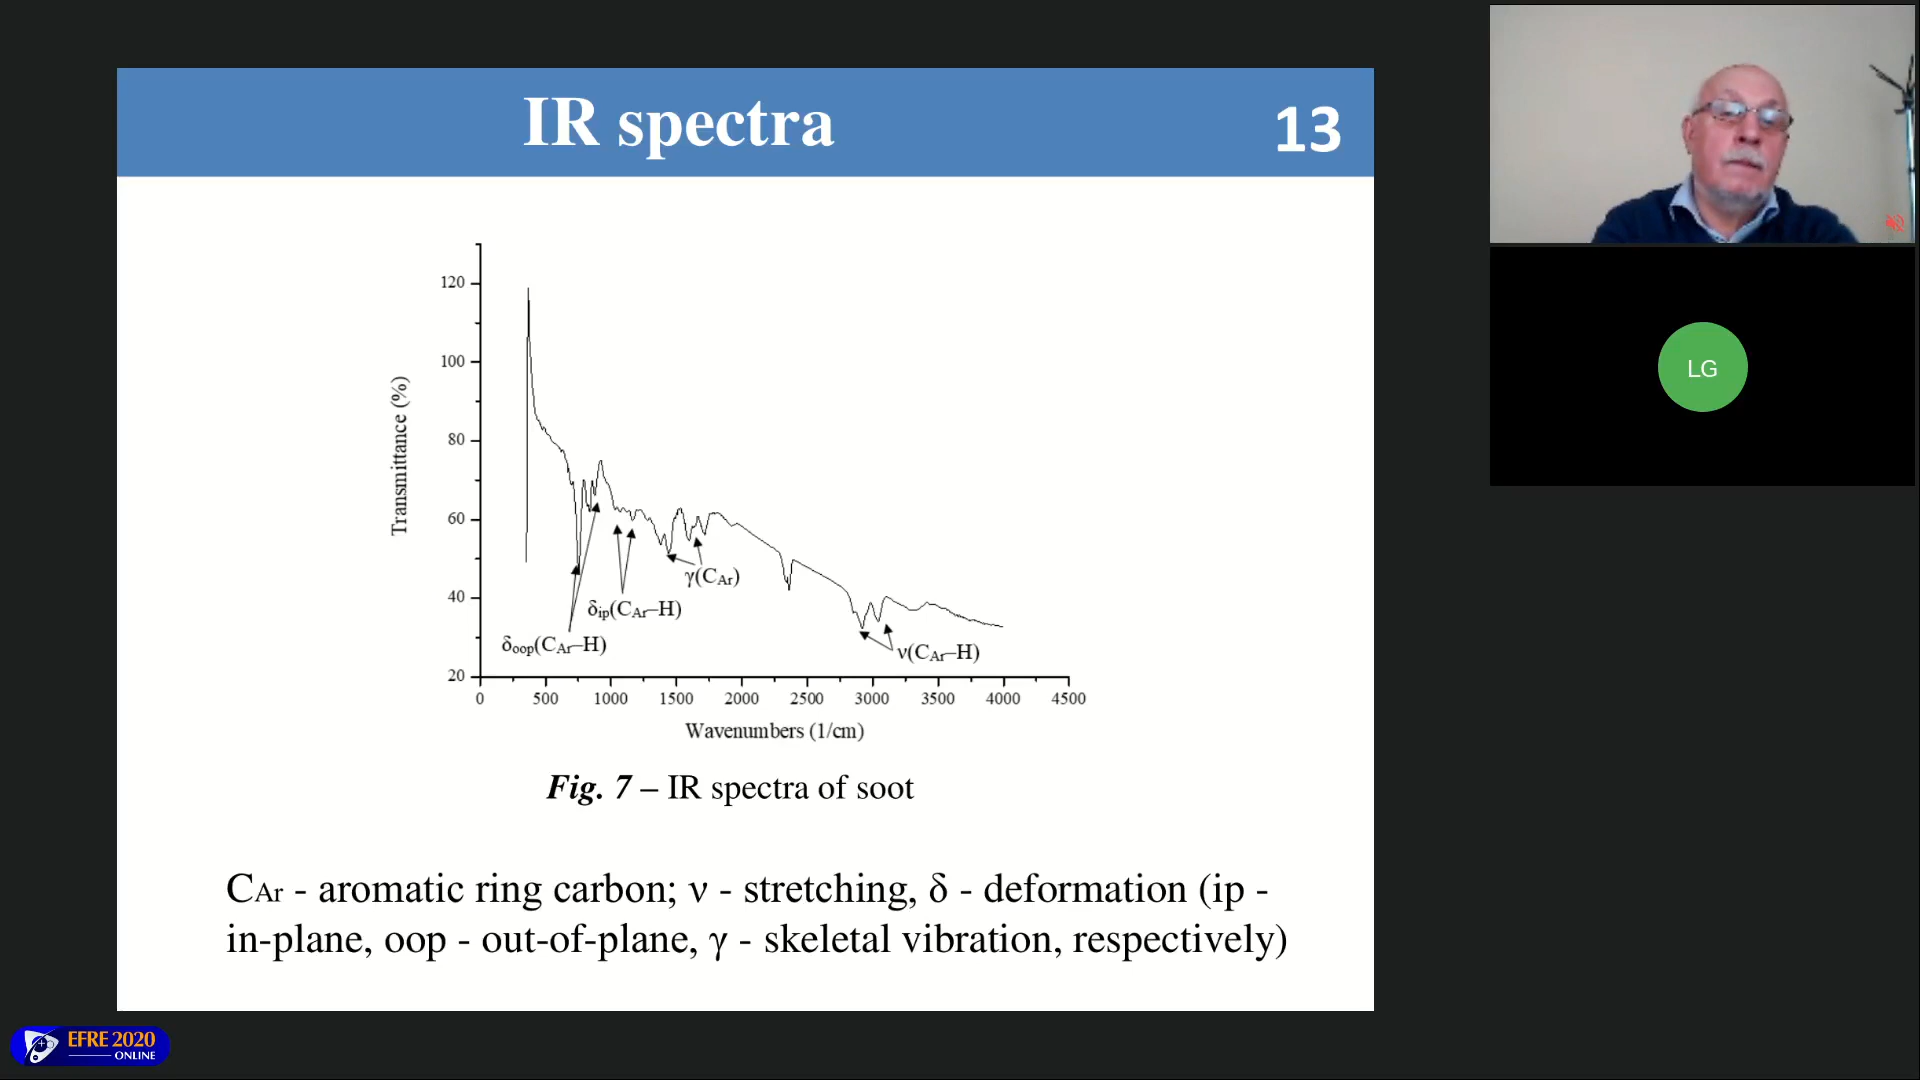 IR spectra
13
120
100
80
60
40
20
Transmittance (%)
δoop(CAr–H)
δip(CAr–H)
γ(CAr)
ν(CAr–H)
0 500 1000 1500 2000 2500 3000 3500 4000 4500
Wavenumbers (1/cm)
Fig. 7 – IR spectra of soot
CAr - aromatic ring carbon; ν - stretching, δ - deformation (ip -
in-plane, oop - out-of-plane, γ - skeletal vibration, respectively)
LG
EFRE 2020
ONLINE